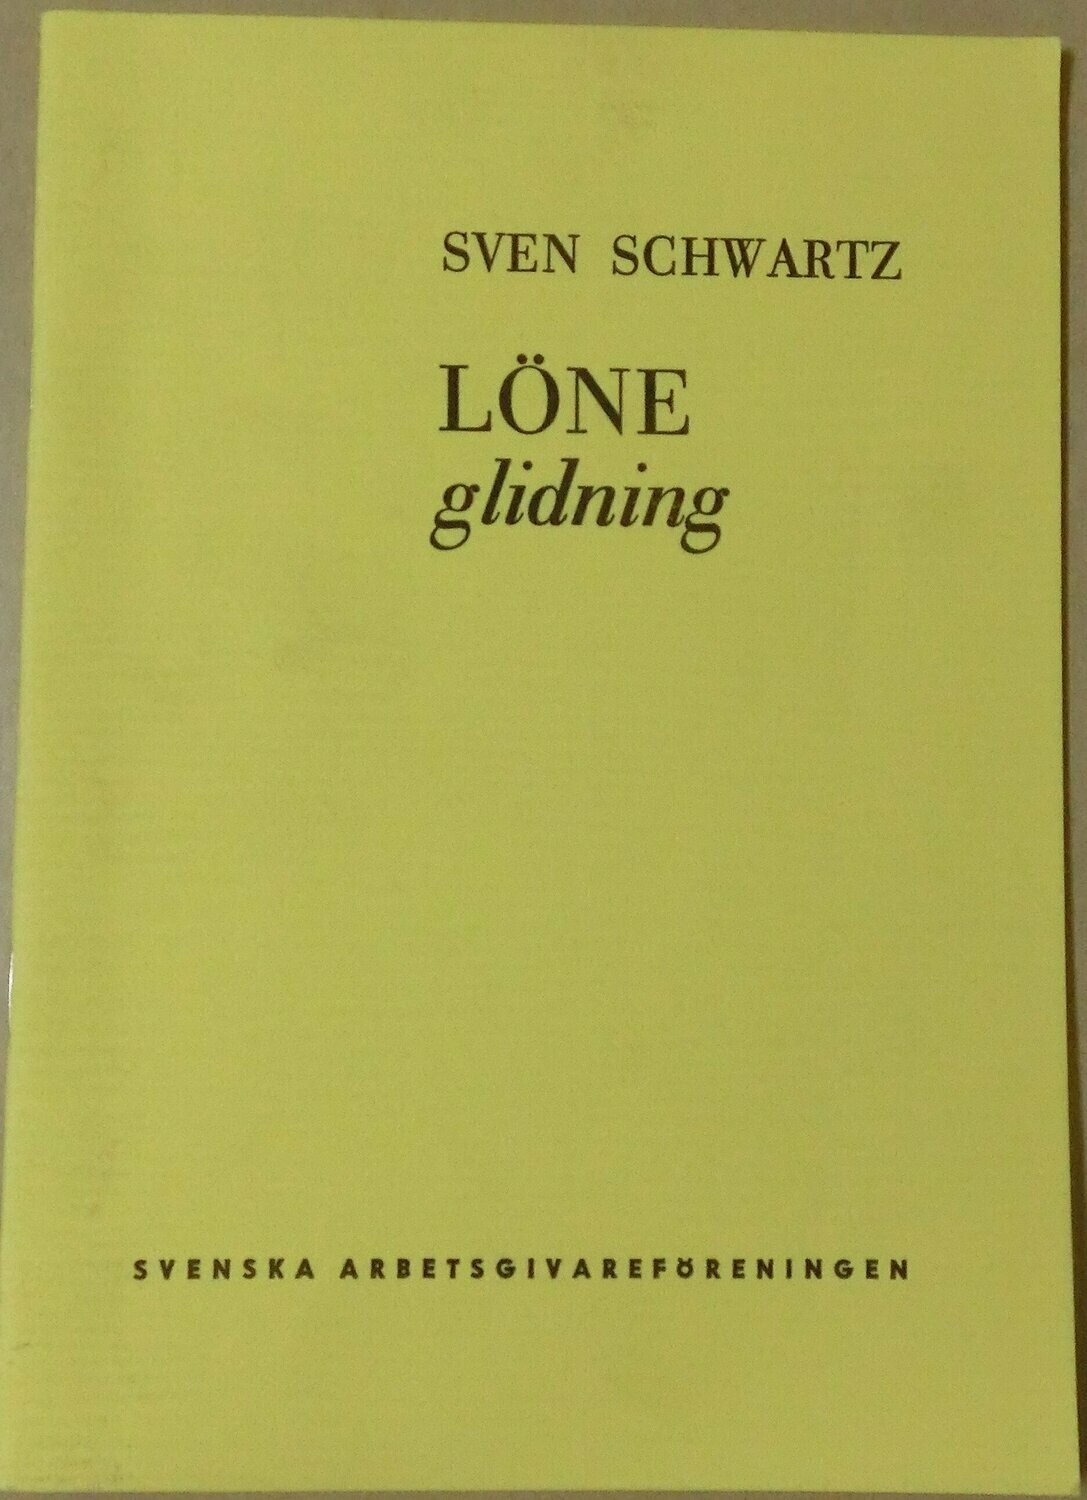 SVEN SCHWARTZ
LÖNE
glidning
SVENSKA ARBETSGIVAREFÖRENINGEN